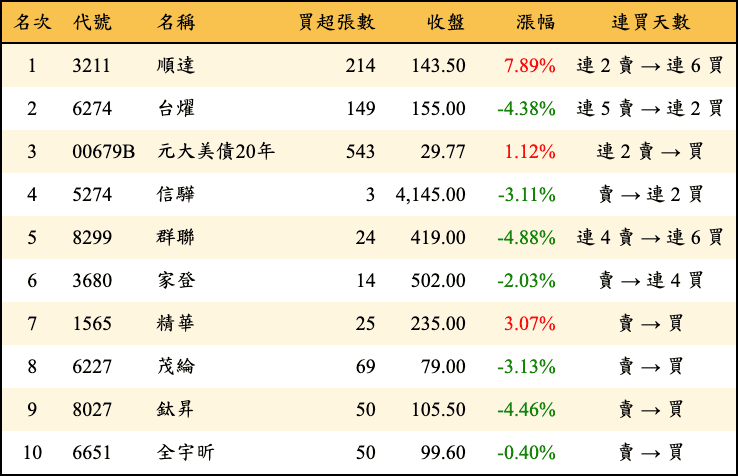 名次 代號 名稱 買超張數 收盤 漲幅 連買天數
1 3211 順達 214 143.50 7.89% 連 2 賣 → 連 6 買
2 6274 台燿 149 155.00 -4.38% 連 5 賣 → 連 2 買
3 00679B 元大美債20年 543 29.77 1.12% 連 2 賣 → 買
4 5274 信驊 3 4,145.00 -3.11% 賣 → 連 2 買
5 8299 群聯 24 419.00 -4.88% 連 4 賣 → 連 6 買
6 3680 家登 14 502.00 -2.03% 賣 → 連 4 買
7 1565 精華 25 235.00 3.07% 賣 → 買
8 6227 茂綸 69 79.00 -3.13% 賣 → 買
9 8027 鈦昇 50 105.50 -4.46% 賣 → 買
10 6651 全宇昕 50 99.60 -0.40% 賣 → 買